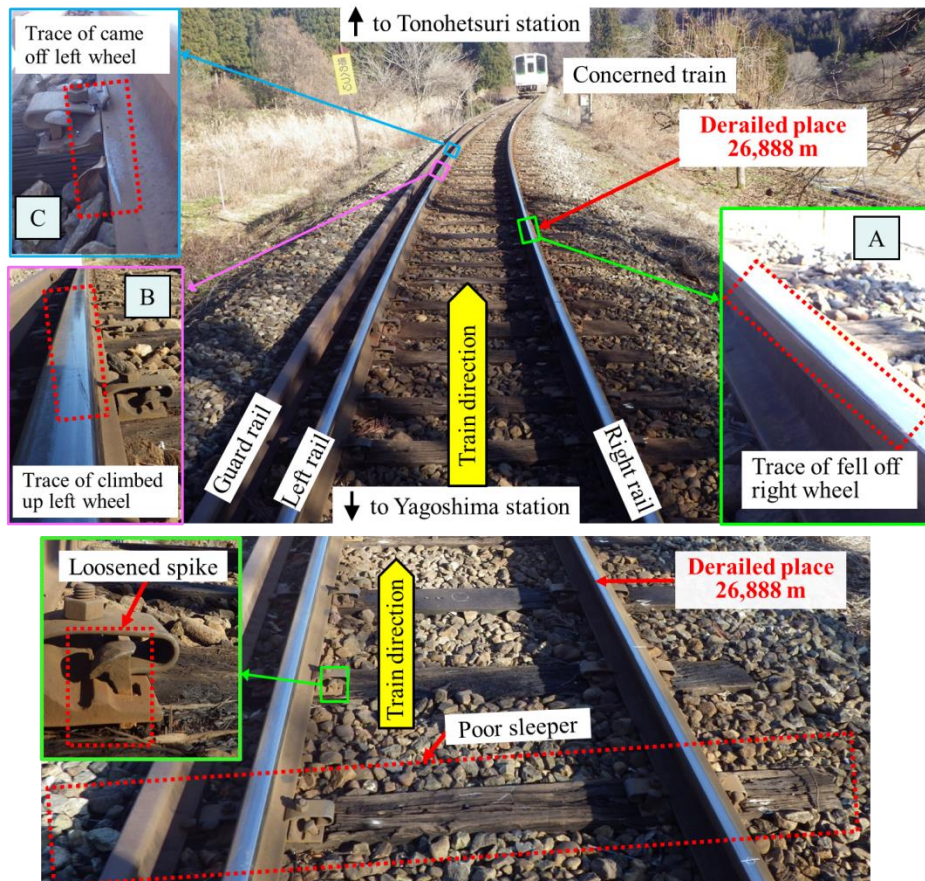 Trace of came
off left wheel
C
↑ to Tonohetsuri station
Concerned train
Derailed place
26,888 m
A
Trace of fell off
right wheel
B
Trace of climbed
up left wheel
Guard rail
Left rail
Train direction
Right rail
↓ to Yagoshima station
Loosened spike
Train direction
Derailed place
26,888 m
Poor sleeper